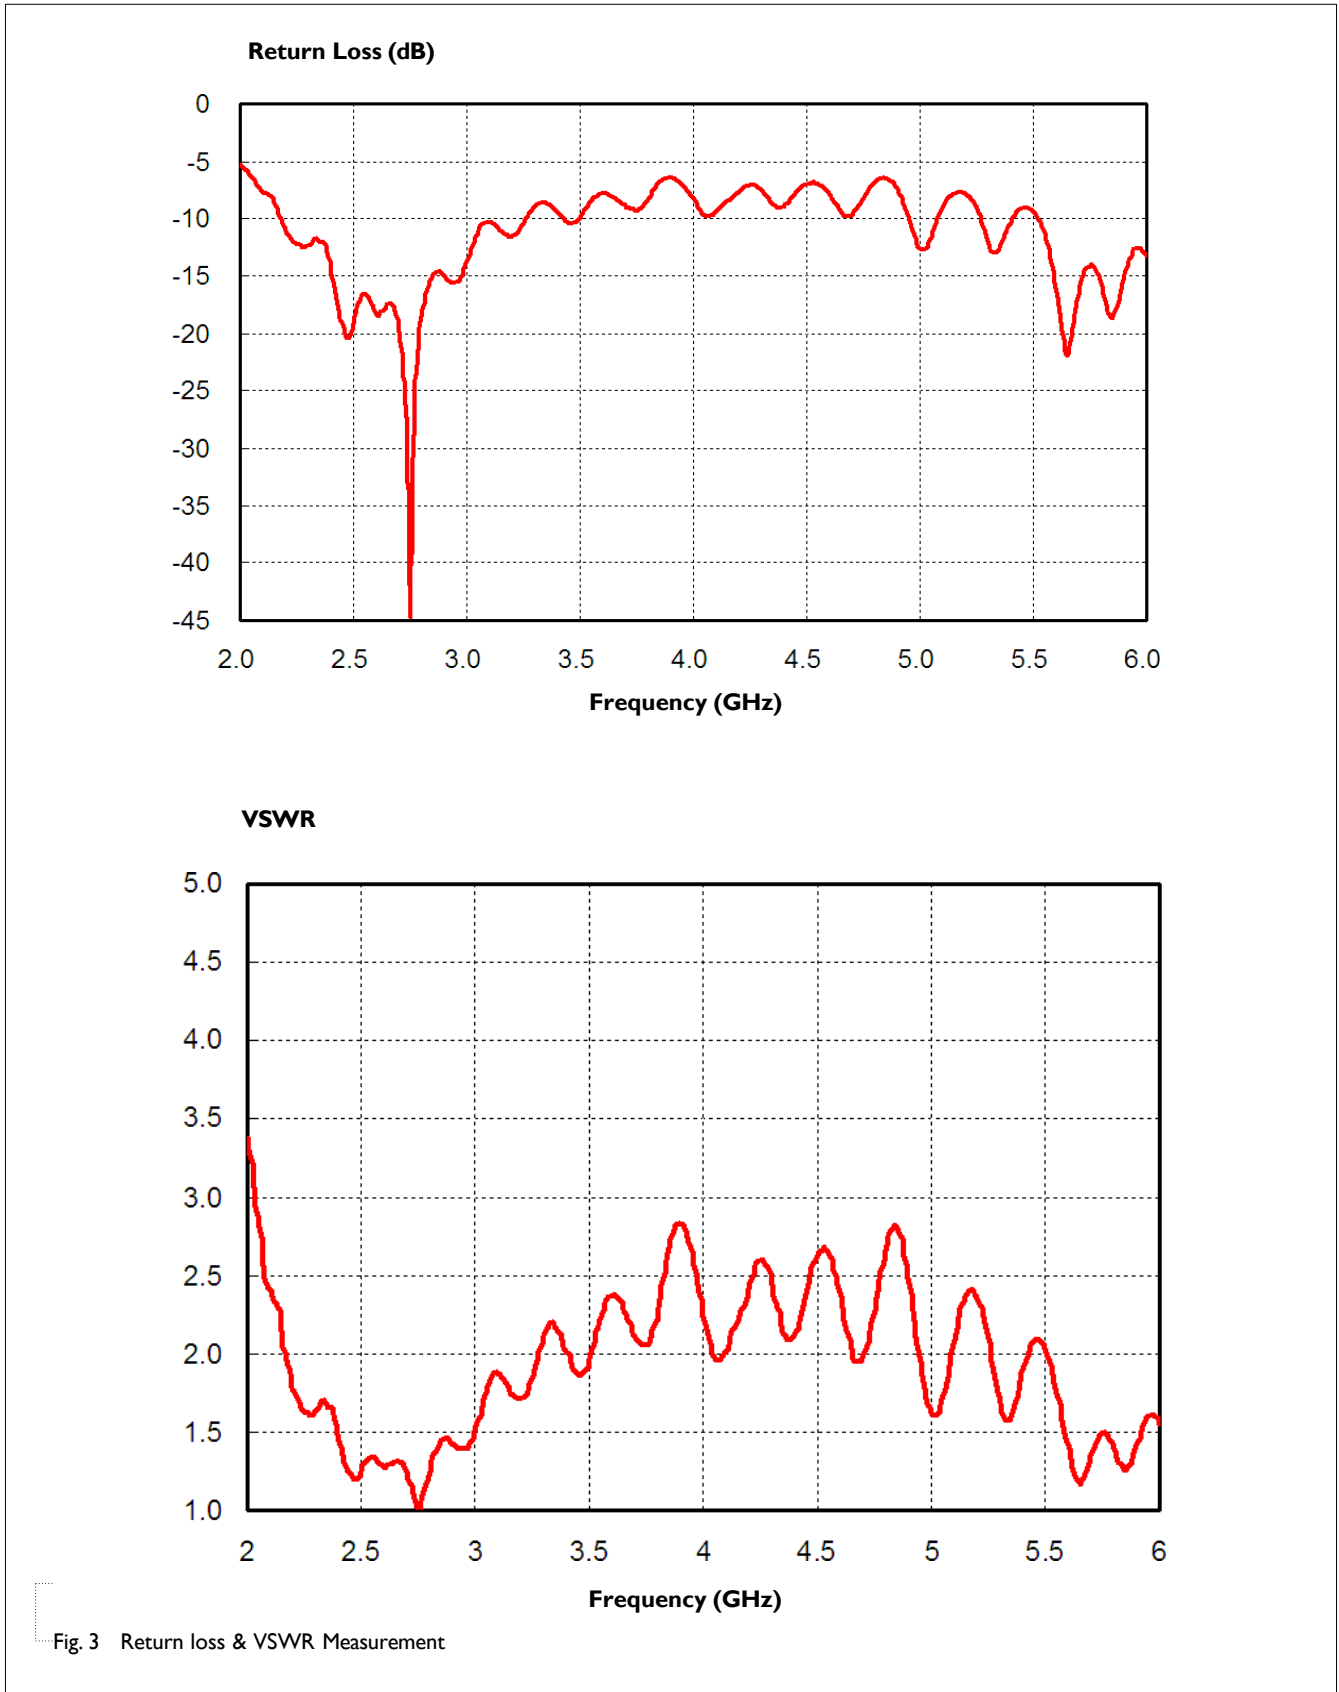 Return Loss (dB)
0
-5
-10
-15
-20
-25
-30
-35
-40
-45
2.0 2.5 3.0 3.5 4.0 4.5 5.0 5.5 6.0
Frequency (GHz)
VSWR
5.0
4.5
4.0
3.5
3.0
2.5
2.0
1.5
1.0
2 2.5 3 3.5 4 4.5 5 5.5 6
Frequency (GHz)
Fig. 3 Return loss & VSWR Measurement